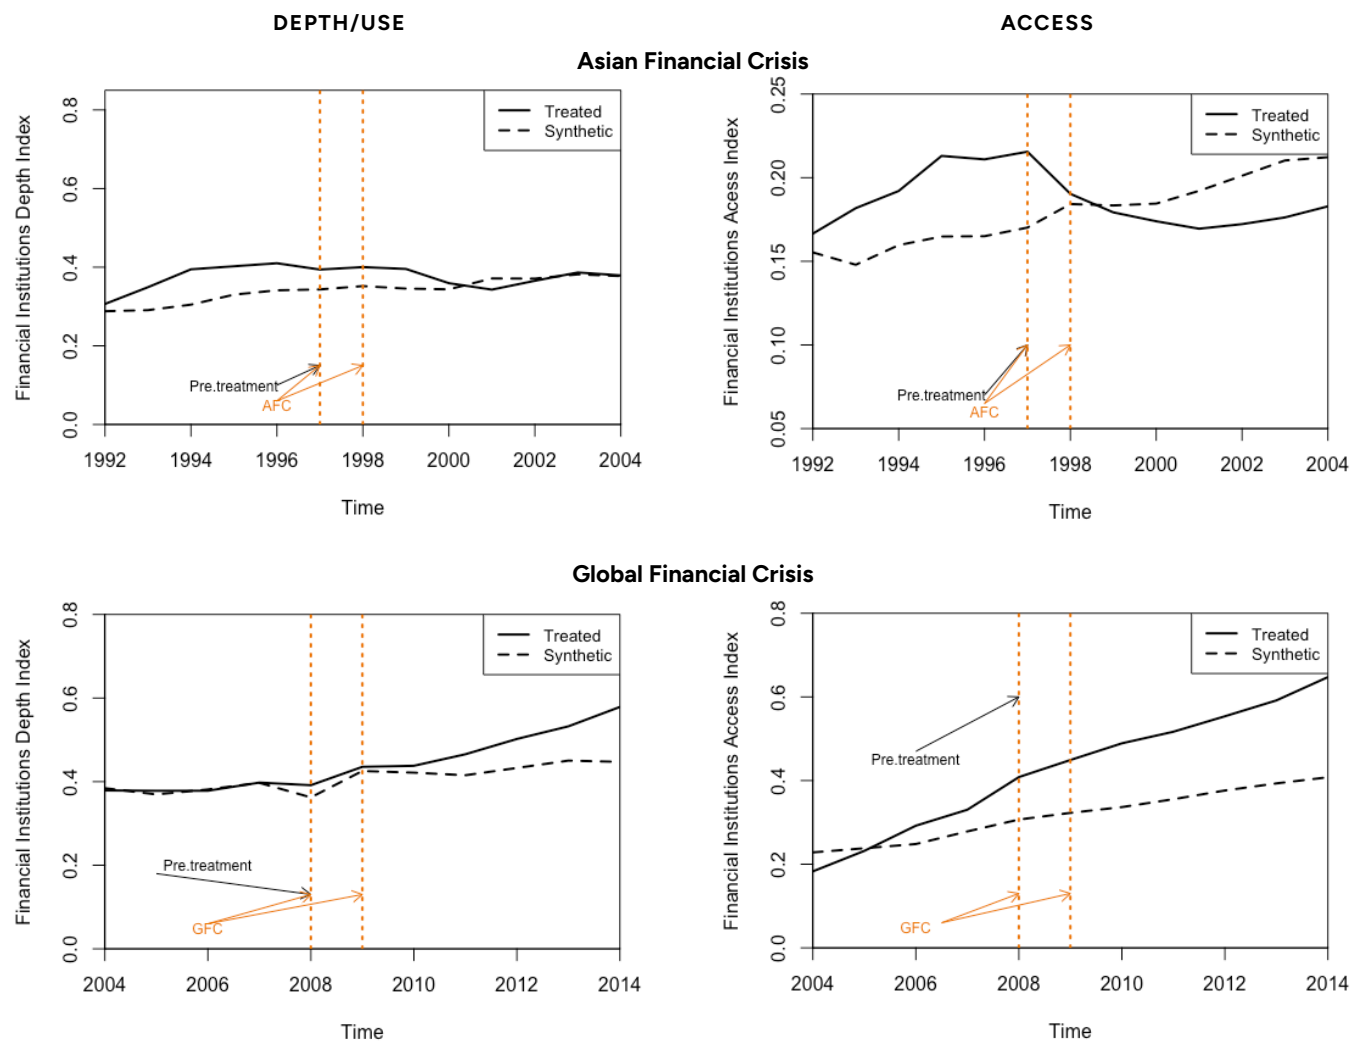 DEPTH/USE
ACCESS
Asian Financial Crisis
Financial Institutions Depth Index
0.8
0.6
0.4
0.2
0.0
Treated
Synthetic
Pre.treatment
AFC
1992 1994 1996 1998 2000 2002 2004
Time
Financial Institutions Acess Index
0.25
0.20
0.15
0.10
0.05
Treated
Synthetic
Pre.treatment
AFC
1992 1994 1996 1998 2000 2002 2004
Time
Global Financial Crisis
Financial Institutions Depth Index
0.8
0.6
0.4
0.2
0.0
Treated
Synthetic
Pre.treatment
GFC
2004 2006 2008 2010 2012 2014
Time
Financial Institutions Access Index
0.8
0.6
0.4
0.2
0.0
Treated
Synthetic
Pre.treatment
GFC
2004 2006 2008 2010 2012 2014
Time